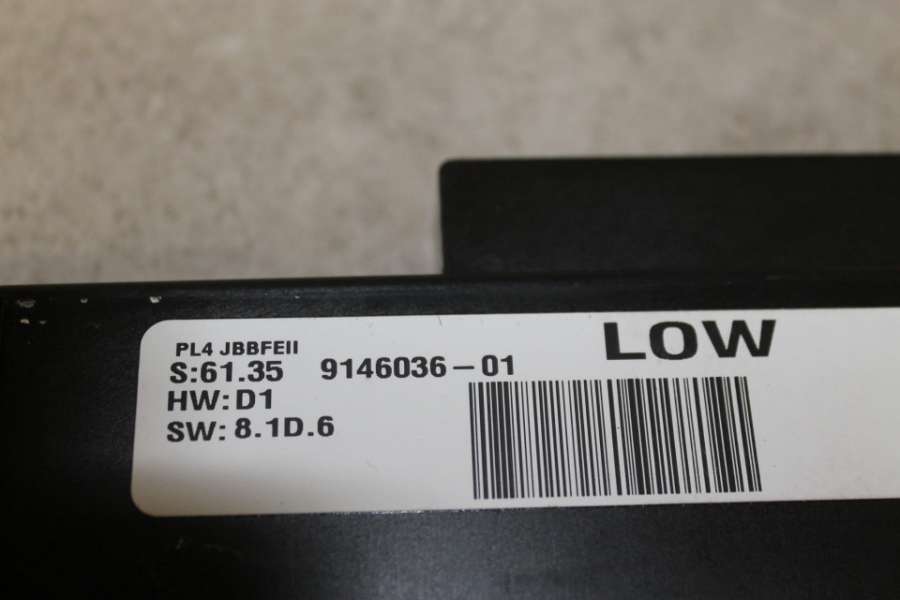 PL4 JBBFEII
LOW
S:61.35 9146036-01
HW:D1
SW: 8.1D.6